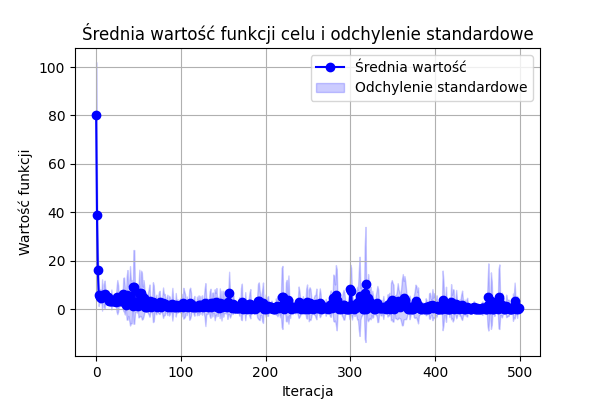 Średnia wartość funkcji celu i odchylenie standardowe
Średnia wartość
Odchylenie standardowe
Wartość funkcji
100
80
60
40
20
0
0 100 200 300 400 500
Iteracja